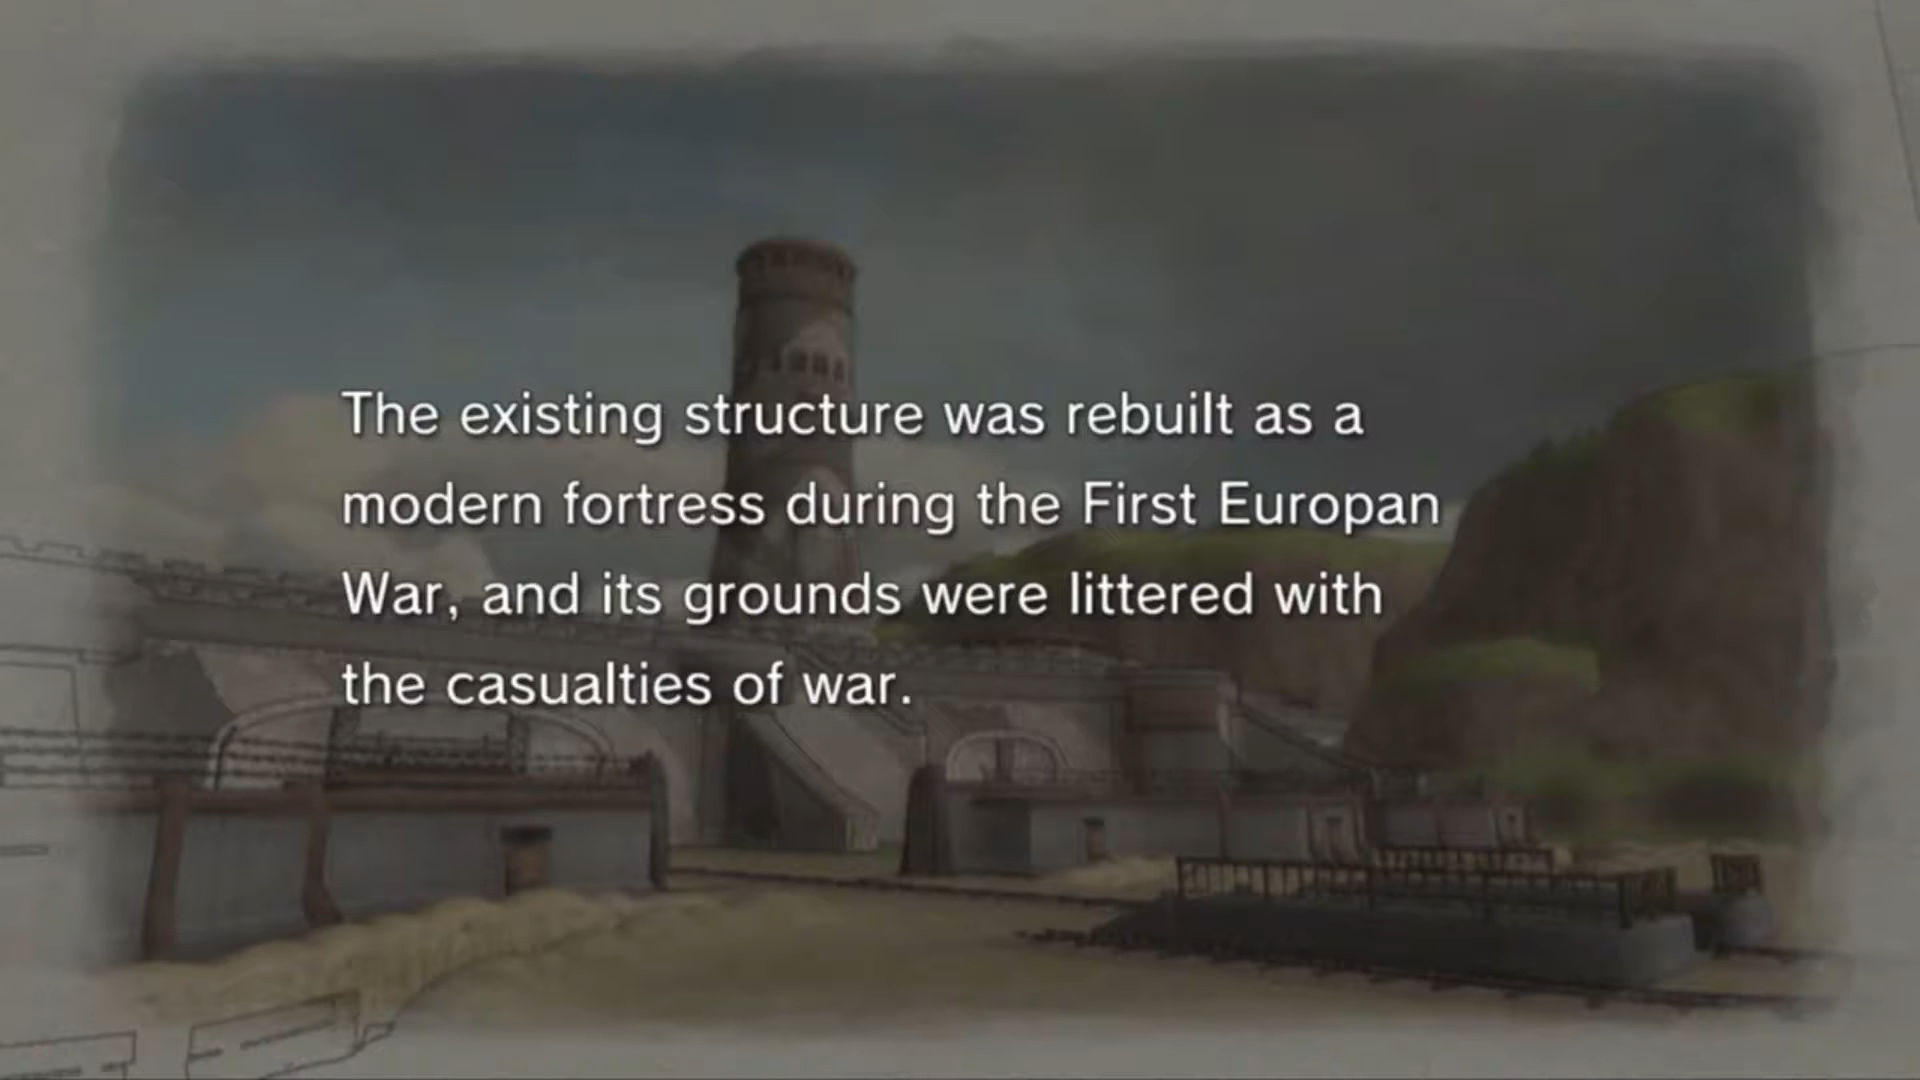 The existing structure was rebuilt as a
modern fortress during the First Europan
War, and its grounds were littered with
the casualties of war.